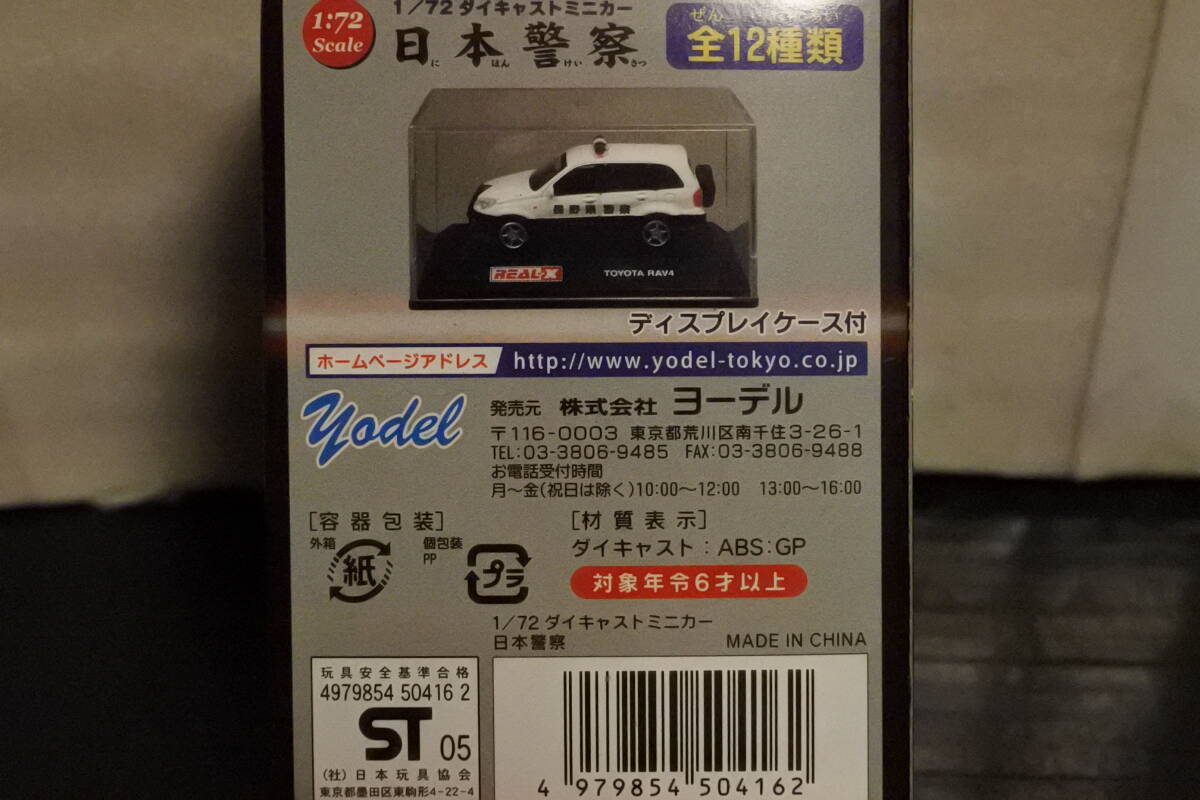 1:72
Scale
1/72 ダイキャストミニカー
日本警察
に ほん けい さつ
ぜん
全12種類
長野県警察
REAL-X
TOYOTA RAV4
ディスプレイケース付
ホームページアドレス http://www.yodel-tokyo.co.jp
Yodel
発売元 株式会社 ヨーデル
〒116-0003 東京都荒川区南千住3-26-1
TEL:03-3806-9485 FAX:03-3806-9488
お電話受付時間
月～金(祝日は除く)10:00～12:00 13:00～16:00
[容器包装]
外箱
紙
個包装
PP
プラ
[材質表示]
ダイキャスト:ABS:GP
対象年令6才以上
1/72 ダイキャストミニカー
日本警察
MADE IN CHINA
玩具安全基準合格
4979854 50416 2
ST 05
(社)日本玩具協会
東京都墨田区東駒形4-22-4
4 979854 504162